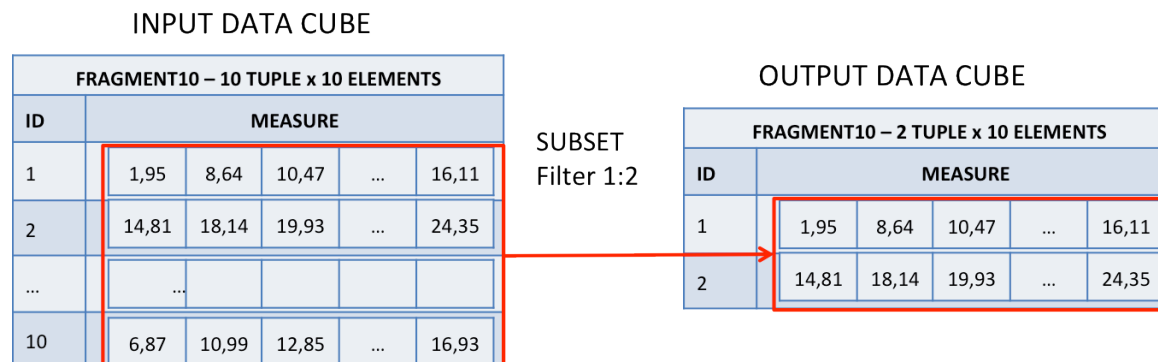 INPUT DATA CUBE
FRAGMENT10 – 10 TUPLE x 10 ELEMENTS
ID MEASURE
1 1,95 8,64 10,47 ... 16,11
2 14,81 18,14 19,93 ... 24,35
... ...
10 6,87 10,99 12,85 ... 16,93
SUBSET
Filter 1:2
OUTPUT DATA CUBE
FRAGMENT10 – 2 TUPLE x 10 ELEMENTS
ID MEASURE
1 1,95 8,64 10,47 ... 16,11
2 14,81 18,14 19,93 ... 24,35